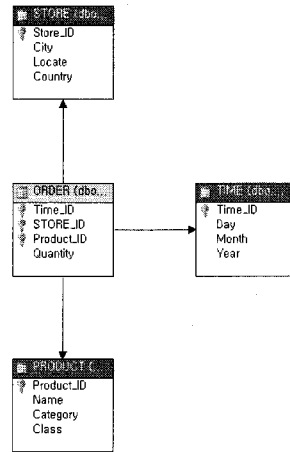 STORE (dbo...
Store_ID
City
Locate
Country
ORDER (dbo...
Time_ID
STORE_ID
Product_ID
Quantity
TIME (dbo...
Time_ID
Day
Month
Year
PRODUCT (...
Product_ID
Name
Category
Class